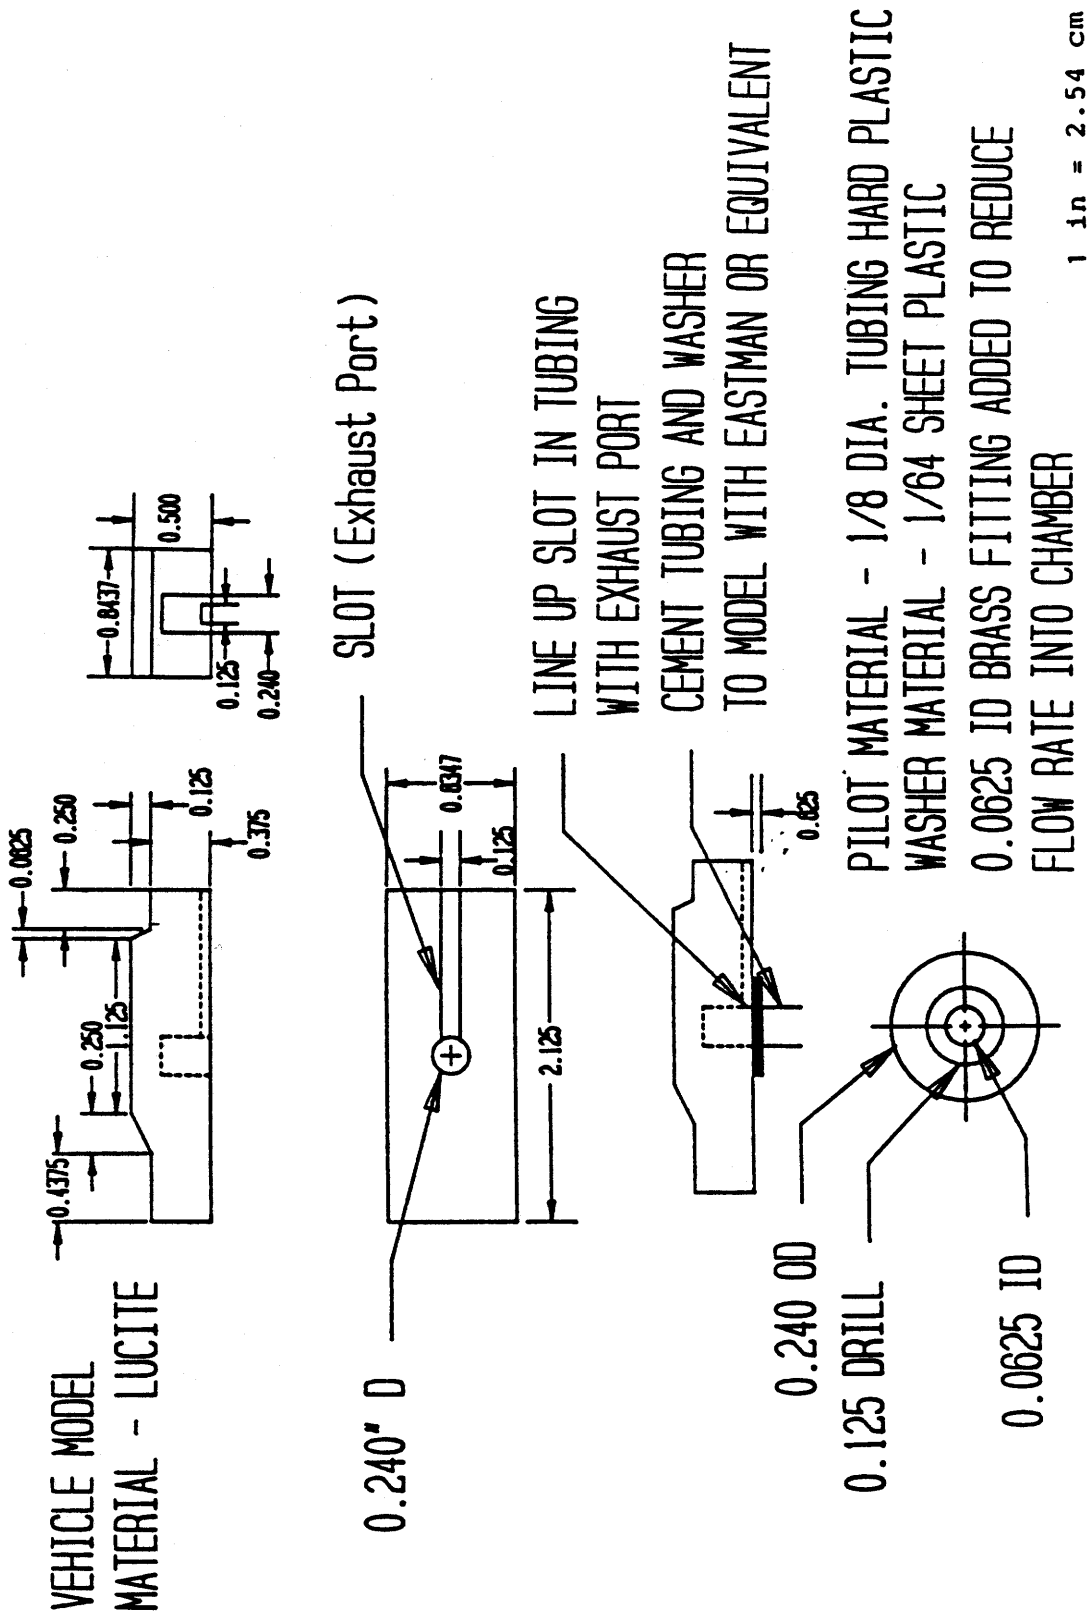 VEHICLE MODEL
MATERIAL - LUCITE
0.4375
0.250
1.125
0.0625
0.250
0.125
0.375
0.8437
0.500
0.125
0.240
0.240" D
SLOT (Exhaust Port)
0.8347
0.125
2.125
LINE UP SLOT IN TUBING
WITH EXHAUST PORT
CEMENT TUBING AND WASHER
TO MODEL WITH EASTMAN OR EQUIVALENT
0.625
0.240 OD
0.125 DRILL
0.0625 ID
PILOT MATERIAL - 1/8 DIA. TUBING HARD PLASTIC
WASHER MATERIAL - 1/64 SHEET PLASTIC
0.0625 ID BRASS FITTING ADDED TO REDUCE
FLOW RATE INTO CHAMBER
1 in = 2.54 cm